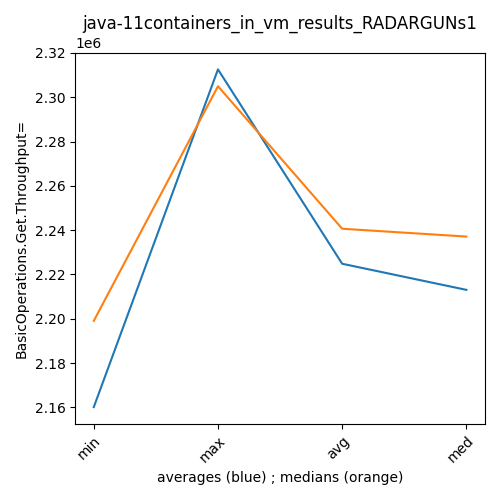 java-11containers_in_vm_results_RADARGUNs1
1e6
2.32
2.30
2.28
2.26
2.24
2.22
2.20
2.18
2.16
BasicOperations.Get.Throughput=
min
max
avg
med
averages (blue) ; medians (orange)